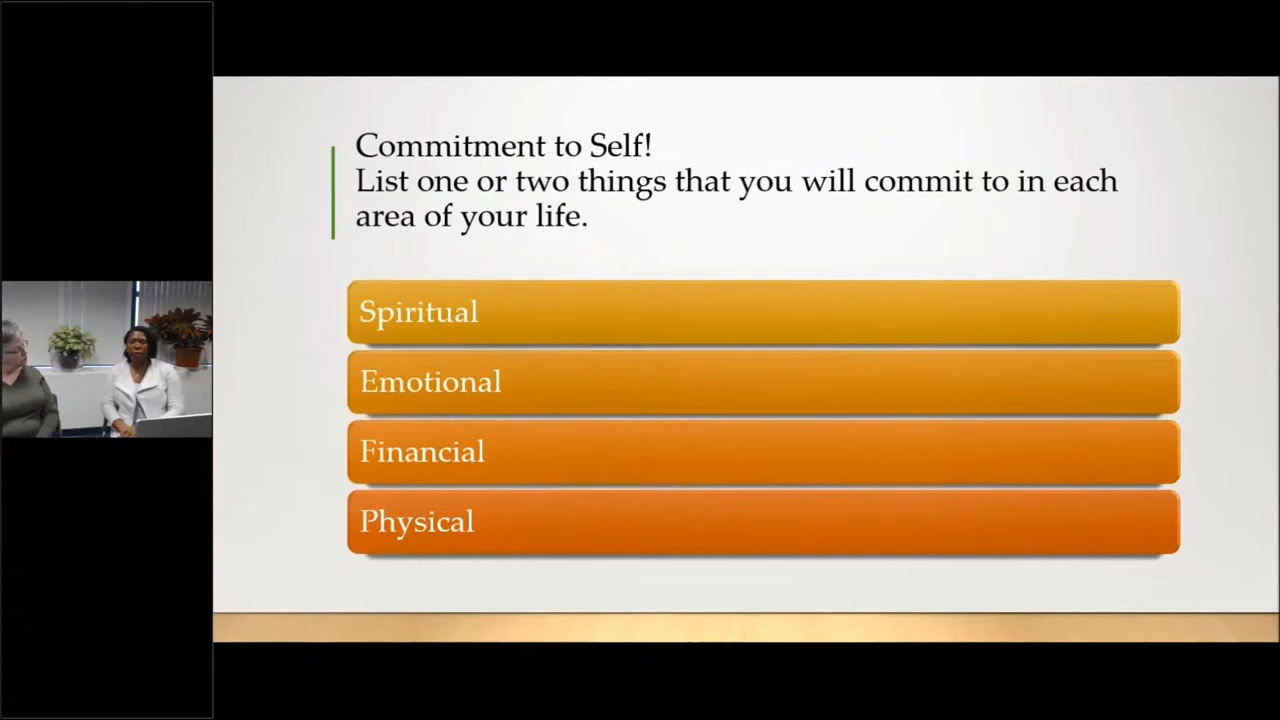 Commitment to Self!
List one or two things that you will commit to in each
area of your life.
Spiritual
Emotional
Financial
Physical